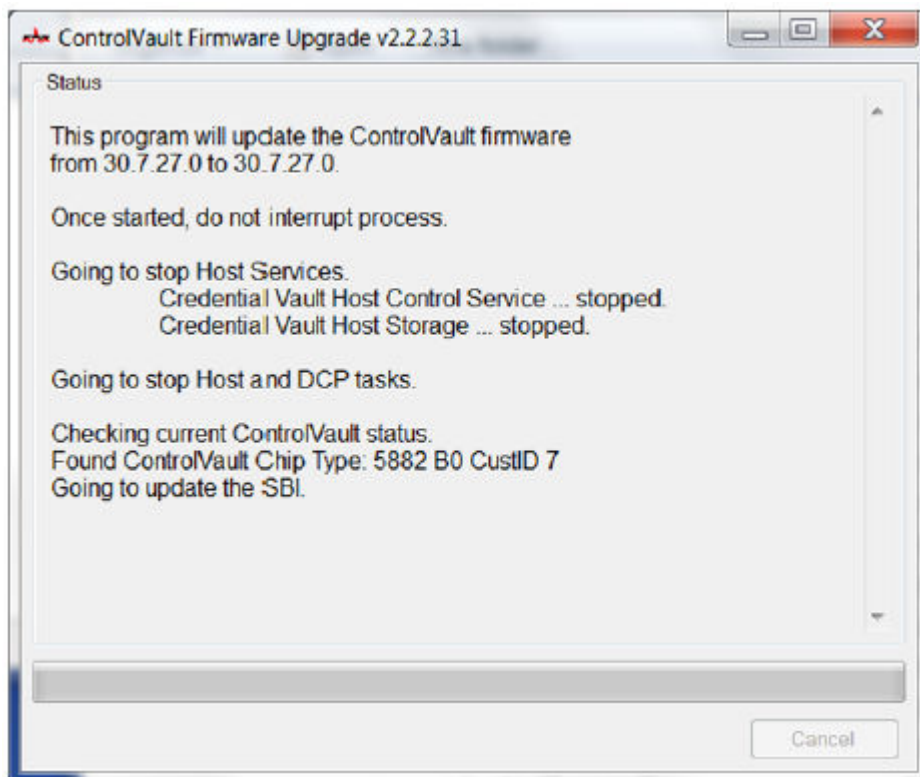 ControlVault Firmware Upgrade v2.2.2.31
Status
This program will update the ControlVault firmware
from 30.7.27.0 to 30.7.27.0.
Once started, do not interrupt process.
Going to stop Host Services.
Credential Vault Host Control Service ... stopped.
Credential Vault Host Storage ... stopped.
Going to stop Host and DCP tasks.
Checking current ControlVault status.
Found ControlVault Chip Type: 5882 B0 CustID 7
Going to update the SBI.
Cancel